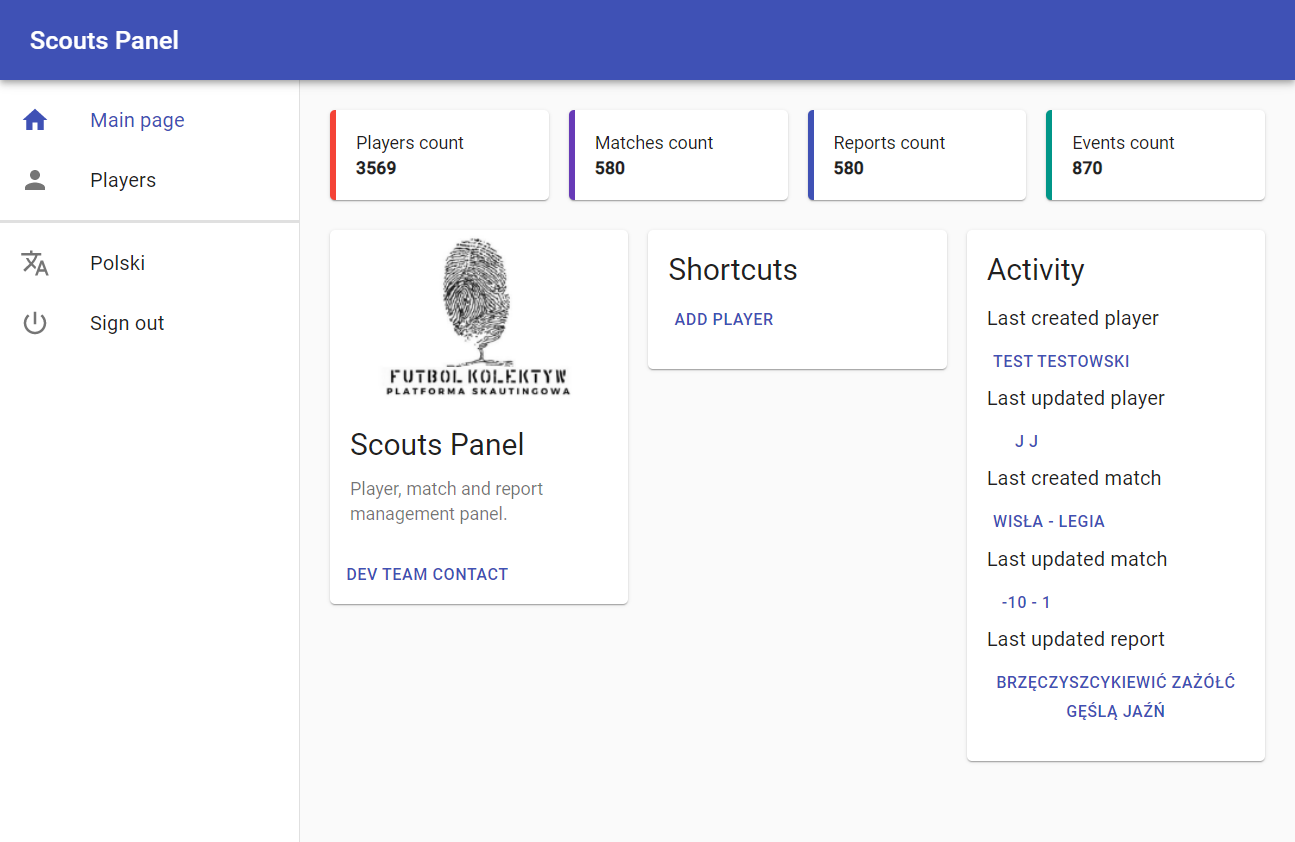 Scouts Panel
Main page
Players
Polski
Sign out
Players count
3569
Matches count
580
Reports count
580
Events count
870
FUTBOL KOLEKTYW
PLATFORMA SKAUTINGOWA
Scouts Panel
Player, match and report
management panel.
DEV TEAM CONTACT
Shortcuts
ADD PLAYER
Activity
Last created player
TEST TESTOWSKI
Last updated player
J J
Last created match
WISŁA - LEGIA
Last updated match
-10 - 1
Last updated report
BRZĘCZYSZCYKIEWIĆ ZAŻÓŁĆ
GĘŚLĄ JAŹŃ